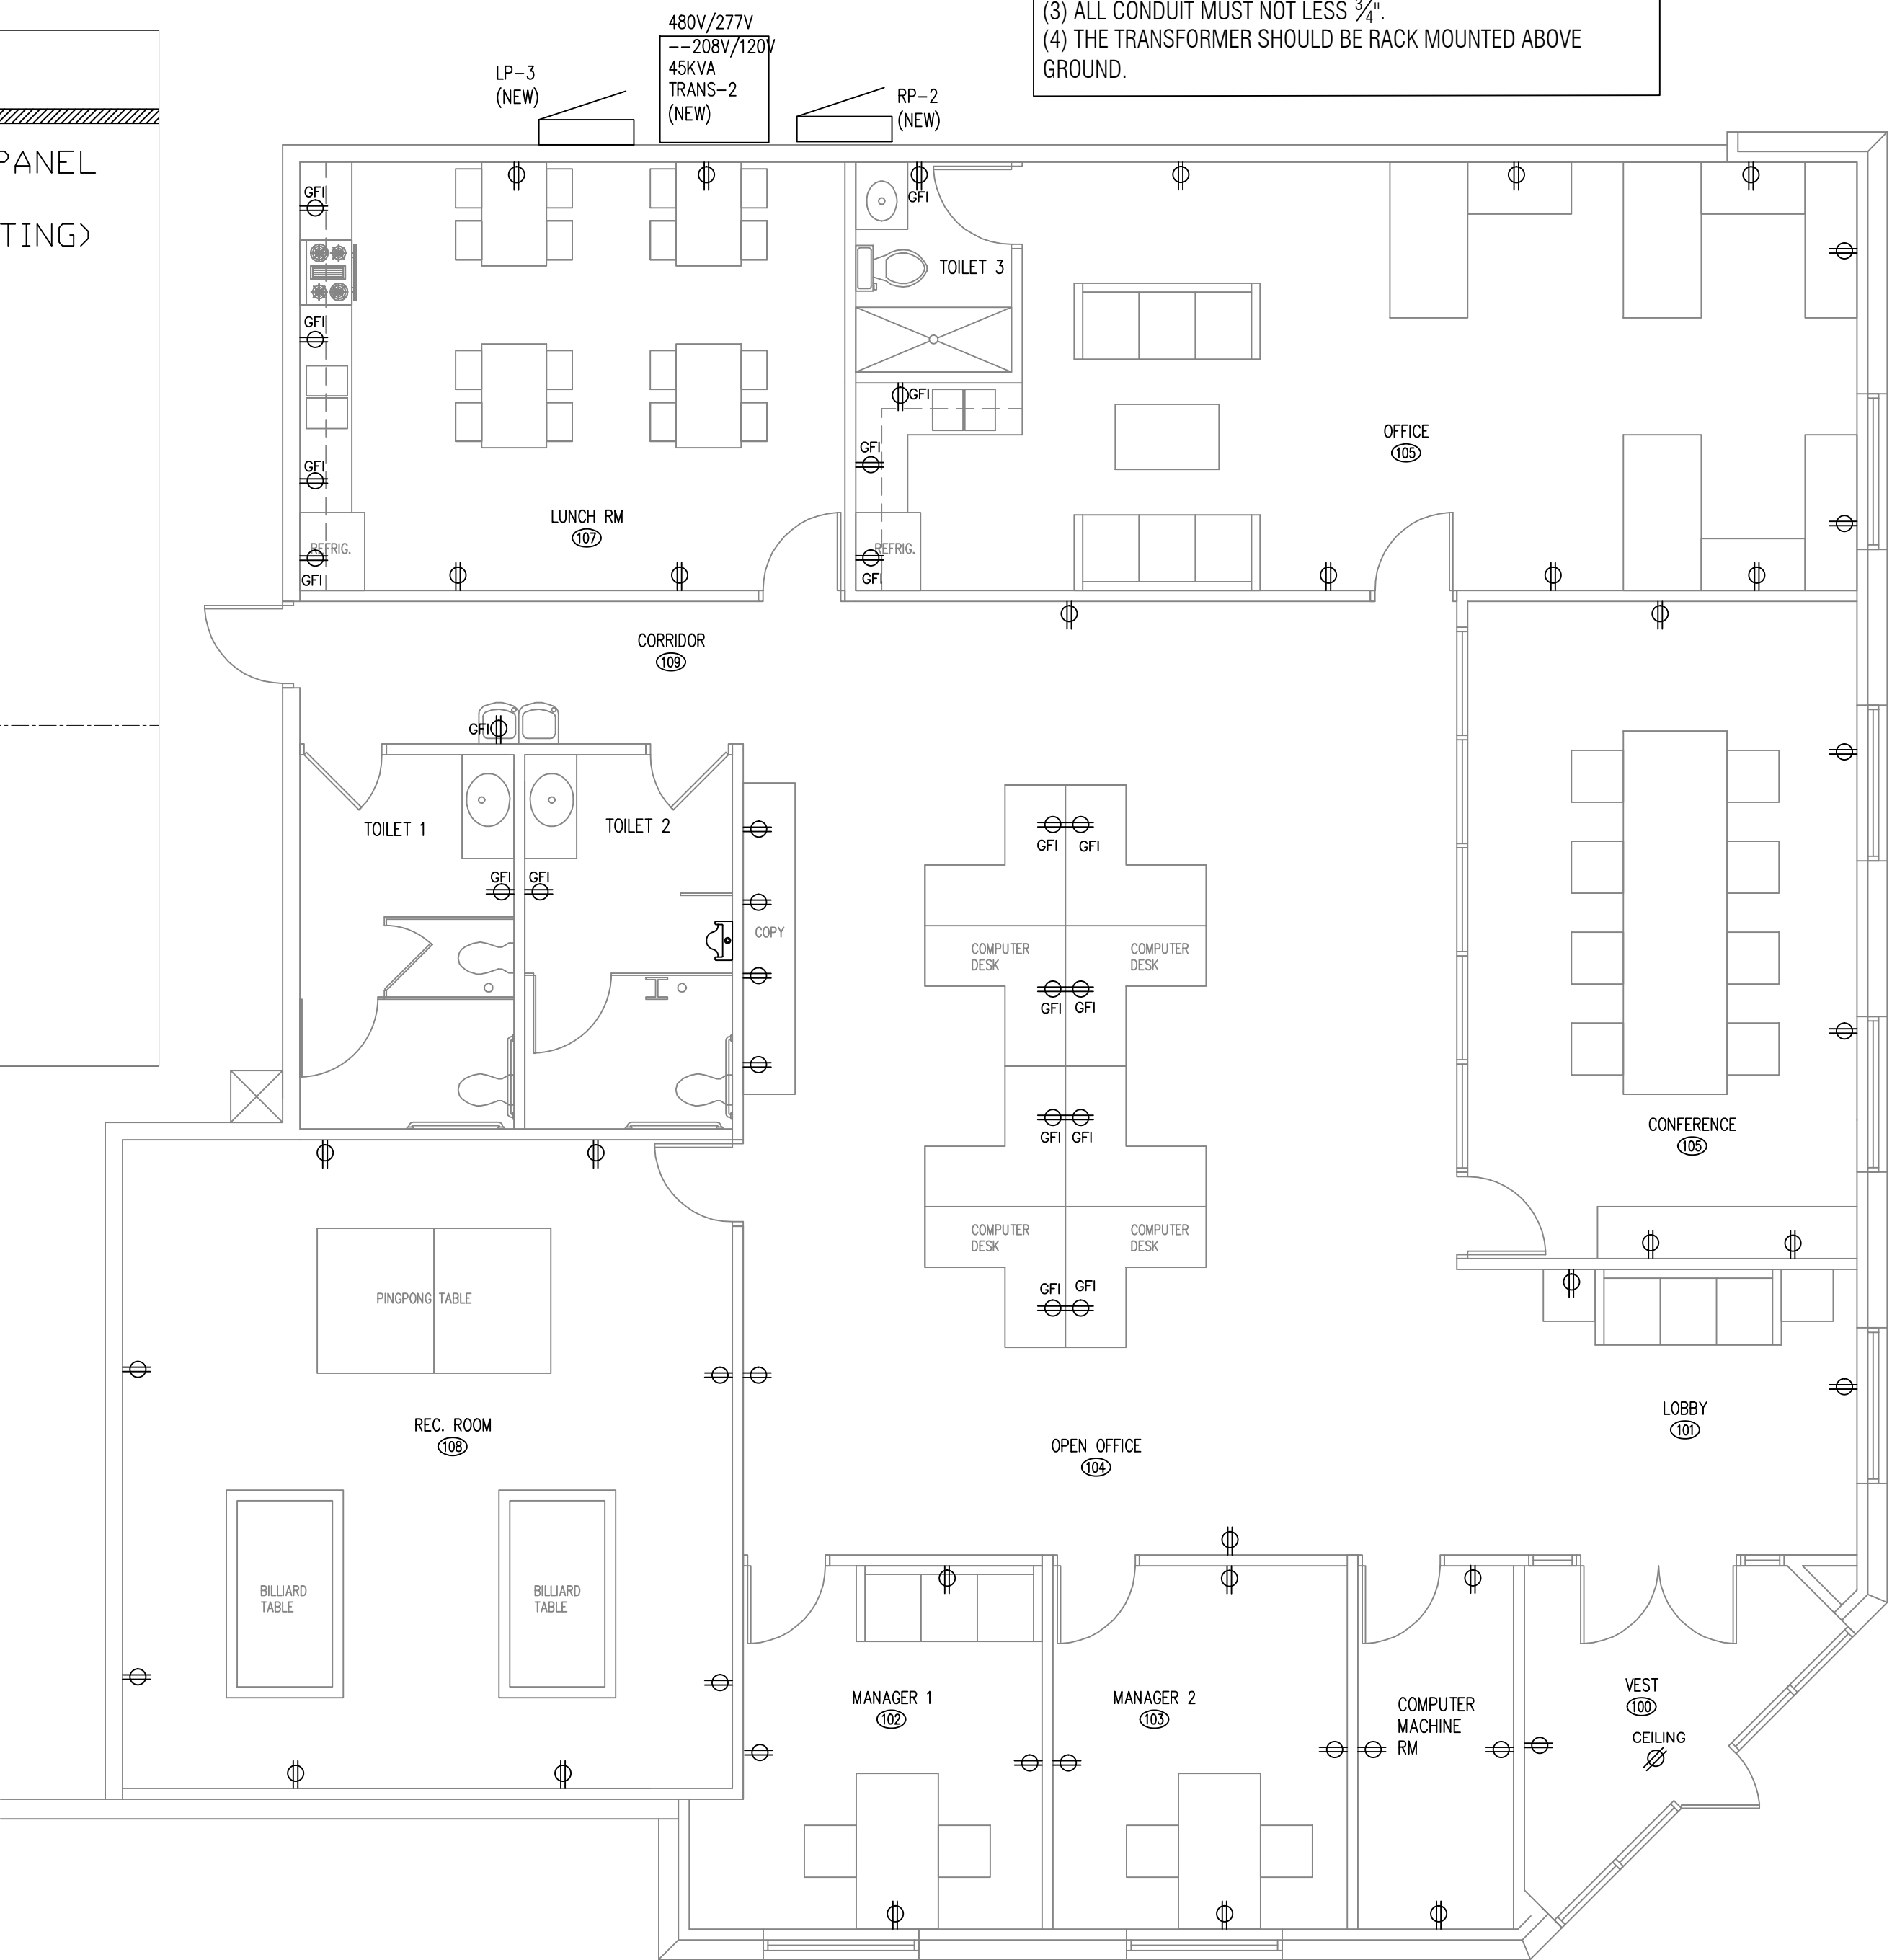 (3) ALL CONDUIT MUST NOT LESS ¾".
(4) THE TRANSFORMER SHOULD BE RACK MOUNTED ABOVE
GROUND.
480V/277V
--208V/120V
45KVA
TRANS-2
(NEW)
LP-3
(NEW)
RP-2
(NEW)
PANEL
TING)
GFI
GFI
GFI
GFI
REFRIG.
LUNCH RM
107
GFI
TOILET 3
GFI
GFI
REFRIG.
GFI
OFFICE
105
CORRIDOR
109
GFI
TOILET 1
TOILET 2
GFI
GFI
COPY
GFI
GFI
COMPUTER
DESK
COMPUTER
DESK
GFI
GFI
GFI
GFI
COMPUTER
DESK
COMPUTER
DESK
GFI
GFI
CONFERENCE
105
PINGPONG TABLE
REC. ROOM
108
BILLIARD
TABLE
BILLIARD
TABLE
OPEN OFFICE
104
LOBBY
101
MANAGER 1
102
MANAGER 2
103
COMPUTER
MACHINE
RM
VEST
100
CEILING